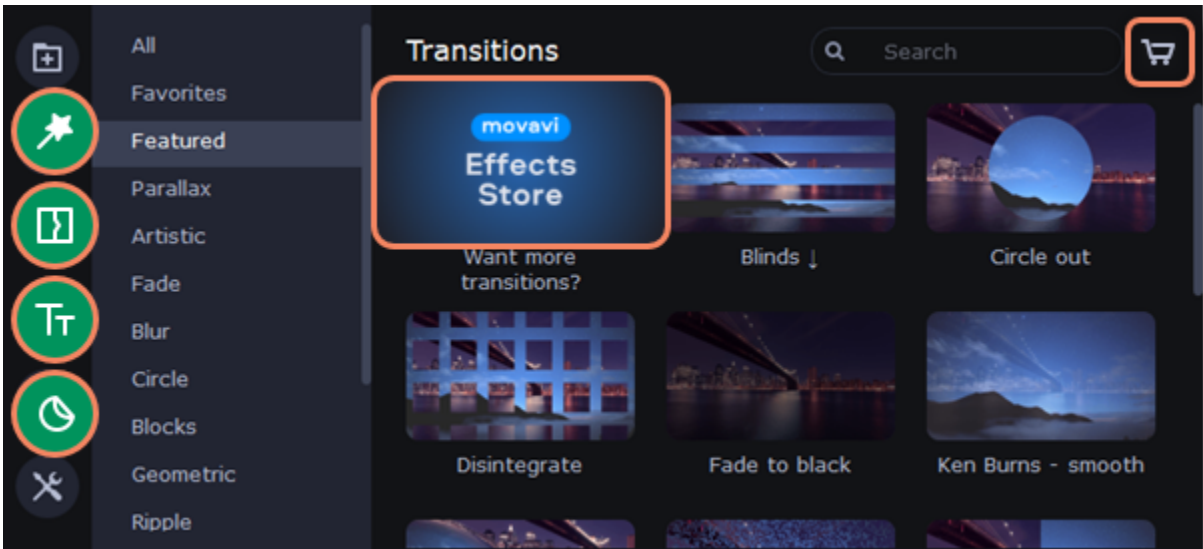 All
Favorites
Featured
Parallax
Artistic
Fade
Blur
Circle
Blocks
Geometric
Ripple
Transitions
Search
movavi
Effects
Store
Want more
transitions?
Blinds ↓
Circle out
Disintegrate
Fade to black
Ken Burns - smooth
TT